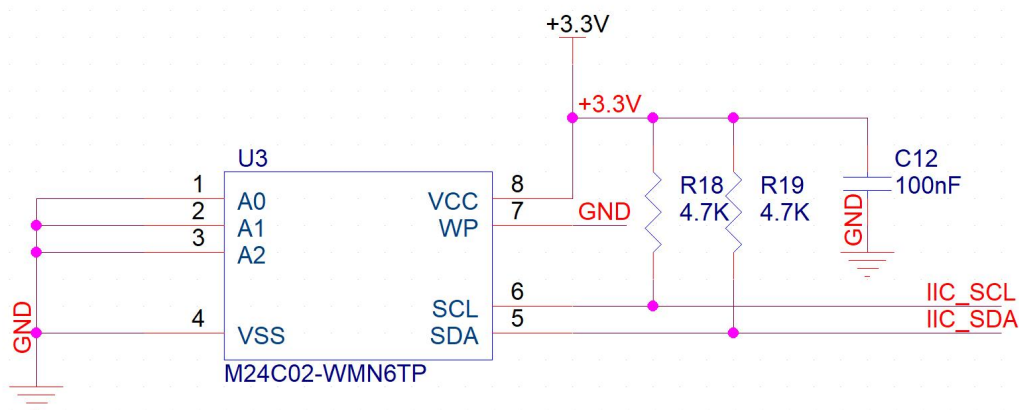 +3.3V
+3.3V
U3
C12
100nF
1
A0
VCC
8
R18
R19
2
A1
WP
7
GND
4.7K
4.7K
3
A2
GND
6
SCL
IIC_SCL
GND
4
VSS
SDA
5
IIC_SDA
M24C02-WMN6TP